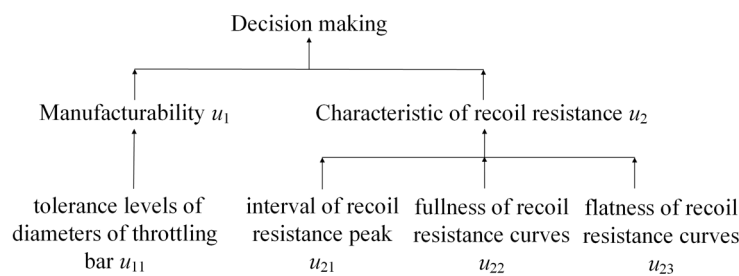 Decision making
Manufacturability u1
Characteristic of recoil resistance u2
tolerance levels of
diameters of throttling
bar u11
interval of recoil
resistance peak
u21
fullness of recoil
resistance curves
u22
flatness of recoil
resistance curves
u23